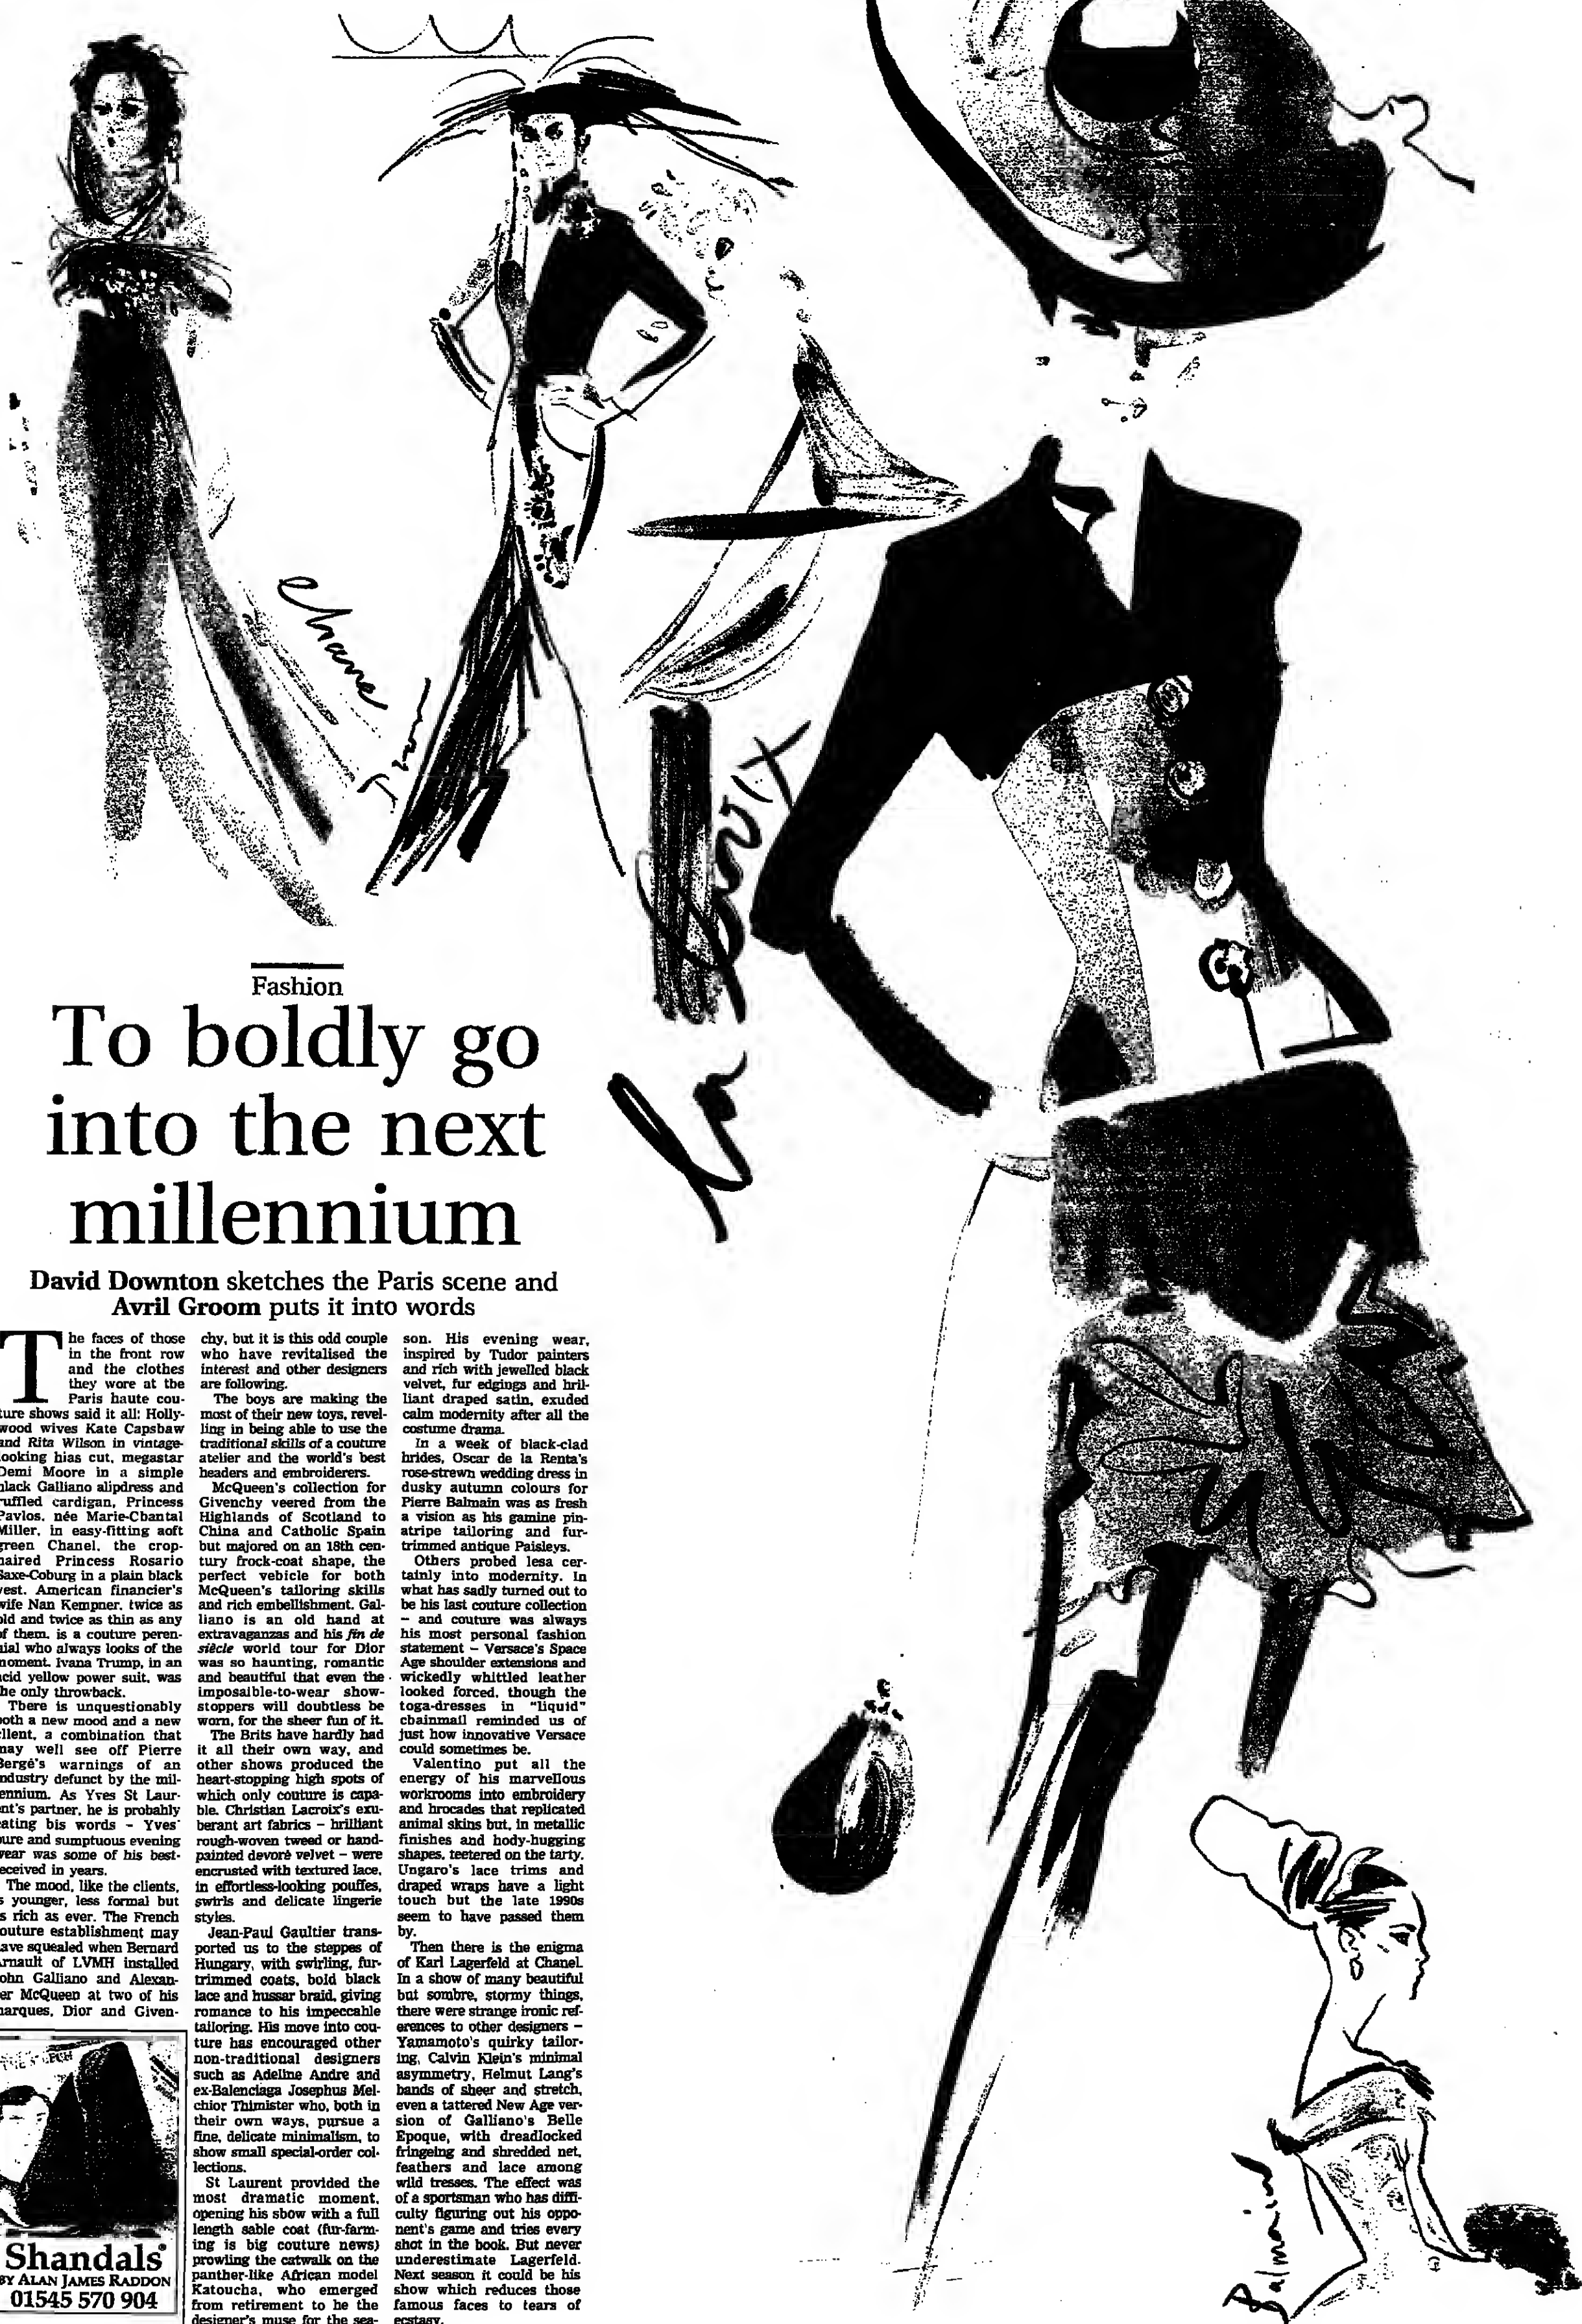 Chanel
la
Fashion
To boldly go
into the next
millennium
David Downton sketches the Paris scene and
Avril Groom puts it into words
The faces of those
in the front row
and the clothes
they wore at the
Paris haute cou-
ture shows said it all: Holly-
wood wives Kate Capsbaw
and Rita Wilson in vintage-
looking hias cut, megastar
Demi Moore in a simple
black Galliano alipdress and
ruffled cardigan, Princess
Pavlos, née Marie-Cbantal
Miller, in easy-fitting aoft
green Chanel, the crop-
haired Princess Rosario
Saxe-Coburg in a plain black
vest. American financier's
wife Nan Kempner, twice as
old and twice as thin as any
of them, is a couture peren-
nial who always looks of the
moment. Ivana Trump, in an
acid yellow power suit, was
the only throwback.
Tbere is unquestionably
both a new mood and a new
client, a combination that
may well see off Pierre
Bergé's warnings of an
industry defunct by the mil-
lennium. As Yves St Laur-
ent's partner, he is probably
eating bis words – Yves'
pure and sumptuous evening
wear was some of his best-
received in years.
The mood, like the clients,
is younger, less formal but
as rich as ever. The French
couture establishment may
have squealed when Bernard
Arnault of LVMH installed
John Galliano and Alexan-
der McQueen at two of his
marques, Dior and Given-
chy, but it is this odd couple
who have revitalised the
interest and other designers
are following.
The boys are making the
most of their new toys, revel-
ling in being able to use the
traditional skills of a couture
atelier and the world's best
headers and embroiderers.
McQueen's collection for
Givenchy veered from the
Highlands of Scotland to
China and Catholic Spain
but majored on an 18th cen-
tury frock-coat shape, the
perfect vebicle for both
McQueen's tailoring skills
and rich embellishment. Gal-
liano is an old hand at
extravaganzas and his fin de
siècle world tour for Dior
was so haunting, romantic
and beautiful that even the
imposaible-to-wear show-
stoppers will doubtless be
worn, for the sheer fun of it.
The Brits have hardly had
it all their own way, and
other shows produced the
heart-stopping high spots of
which only couture is capa-
ble. Christian Lacroix's exu-
berant art fabrics – hrilliant
rough-woven tweed or hand-
painted devoré velvet – were
encrusted with textured lace,
in effortless-looking pouffes,
swirls and delicate lingerie
styles.
Jean-Paul Gaultier trans-
ported us to the steppes of
Hungary, with swirling, fur-
trimmed coats, bold black
lace and hussar braid, giving
romance to his impeccable
tailoring. His move into cou-
ture has encouraged other
non-traditional designers
such as Adeline Andre and
ex-Balenciaga Josephus Mel-
chior Thimister who, both in
their own ways, pursue a
fine, delicate minimalism, to
show small special-order col-
lections.
St Laurent provided the
most dramatic moment,
opening his sbow with a full
length sable coat (fur-farm-
ing is big couture news)
prowling the catwalk on the
panther-like African model
Katoucha, who emerged
from retirement to he the
designer's muse for the sea-
son. His evening wear,
inspired by Tudor painters
and rich with jewelled black
velvet, fur edgings and hril-
liant draped satin, exuded
calm modernity after all the
costume drama.
In a week of black-clad
hrides, Oscar de la Renta's
rose-strewn wedding dress in
dusky autumn colours for
Pierre Balmain was as fresh
a vision as his gamine pin-
atripe tailoring and fur-
trimmed antique Paisleys.
Others probed lesa cer-
tainly into modernity. In
what has sadly turned out to
be his last couture collection
– and couture was always
his most personal fashion
statement – Versace's Space
Age shoulder extensions and
wickedly whittled leather
looked forced, though the
toga-dresses in "liquid"
cbainmail reminded us of
just how innovative Versace
could sometimes be.
Valentino put all the
energy of his marvellous
workrooms into embroidery
and hrocades that replicated
animal skins but, in metallic
finishes and hody-hugging
shapes, teetered on the tarty.
Ungaro's lace trims and
draped wraps have a light
touch but the late 1990s
seem to have passed them
by.
Then there is the enigma
of Karl Lagerfeld at Chanel.
In a show of many beautiful
but sombre, stormy things,
there were strange ironic ref-
erences to other designers –
Yamamoto's quirky tailor-
ing, Calvin Klein's minimal
asymmetry, Helmut Lang's
bands of sheer and stretch,
even a tattered New Age ver-
sion of Galliano's Belle
Epoque, with dreadlocked
fringeing and shredded net,
feathers and lace among
wild tresses. The effect was
of a sportsman who has diffi-
culty figuring out his oppo-
nent's game and tries every
shot in the book. But never
underestimate Lagerfeld.
Next season it could be his
show which reduces those
famous faces to tears of
ecstasy.
Shandals
BY ALAN JAMES RADDON
01545 570 904
Balmain